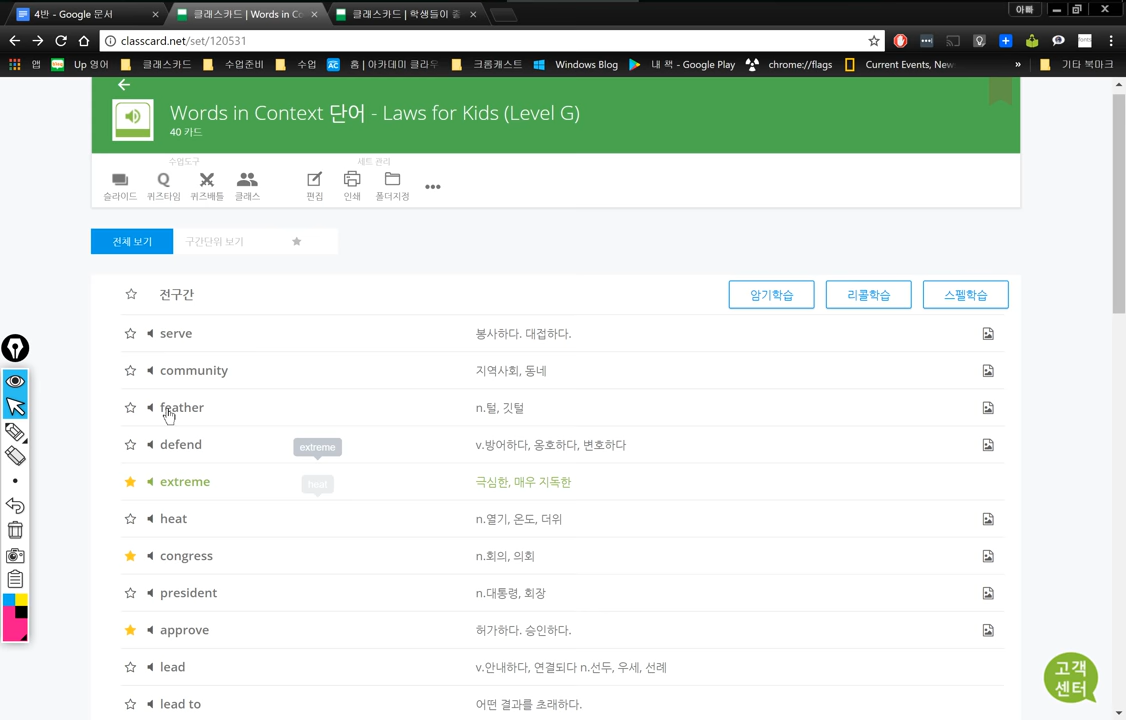 4반 - Google 문서
클래스카드 | Words in Co
클래스카드 | 학생들이 좋
아빠
classcard.net/set/120531
앱
Up 영어
클래스카드
수업준비
수업
홈 | 아카데미 클라우
크롬캐스트
Windows Blog
내 책 - Google Play
chrome://flags
Current Events, New
»
기타 북마크
Words in Context 단어 - Laws for Kids (Level G)
40 카드
수업도구
세트 관리
슬라이드
Q
퀴즈타임
퀴즈배틀
클래스
편집
인쇄
폴더지정
전체 보기
구간단위 보기
전구간
암기학습
리콜학습
스펠학습
serve 봉사하다. 대접하다.
community 지역사회, 동네
feather n.털, 깃털
defend v.방어하다, 옹호하다, 변호하다
extreme
extreme 극심한, 매우 지독한
heat
heat n.열기, 온도, 더위
congress n.회의, 의회
president n.대통령, 회장
approve 허가하다. 승인하다.
lead v.안내하다, 연결되다 n.선두, 우세, 선례
lead to 어떤 결과를 초래하다.
고객
센터